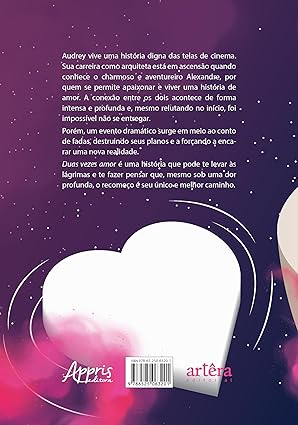 Audrey vive uma história digna das telas de cinema.
Sua carreira como arquiteta está em ascensão quando
conhece o charmoso e aventureiro Alexandre, por
quem se permite apaixonar e viver uma história de
amor. A conexão entre os dois acontece de forma
intensa e profunda e, mesmo relutando no início, foi
impossível não se entregar.
Porém, um evento dramático surge em meio ao conto
de fadas, destruindo seus planos e a forçando a enca-
rar uma nova realidade.
Duas vezes amor é uma história que pode te levar às
lágrimas e te fazer pensar que, mesmo sob uma dor
profunda, o recomeço é seu único e melhor caminho.
Appris
editora
artêra
editorial